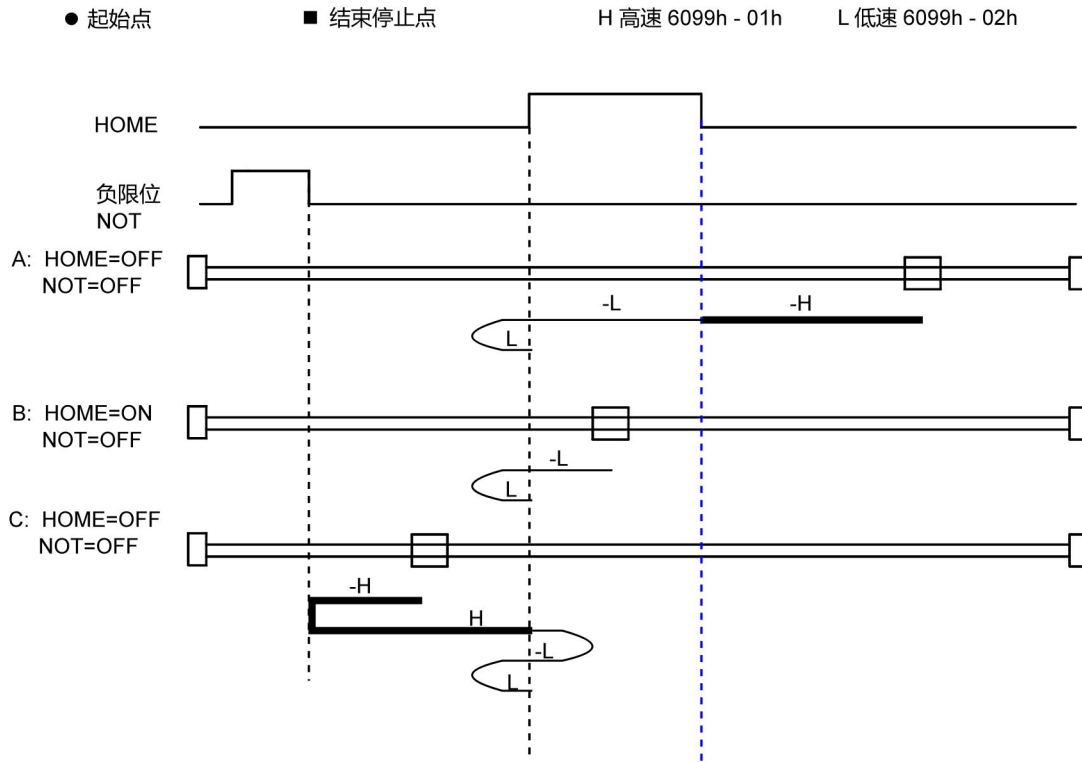 ● 起始点 ■ 结束停止点 H 高速 6099h - 01h L 低速 6099h - 02h
HOME
负限位
NOT
A: HOME=OFF
NOT=OFF
-L -H
L
B: HOME=ON
NOT=OFF
-L
L
C: HOME=OFF
NOT=OFF
-H
H
-L
L